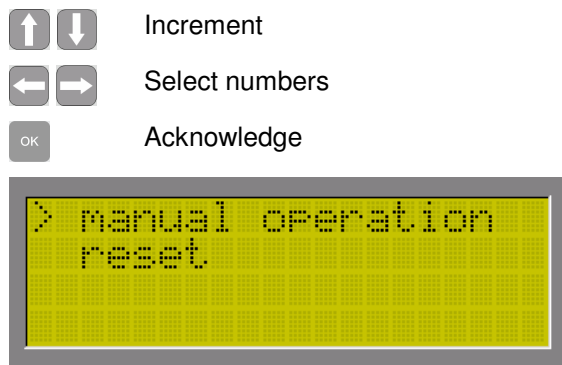 Increment
Select numbers
OK Acknowledge
> manual operation
reset